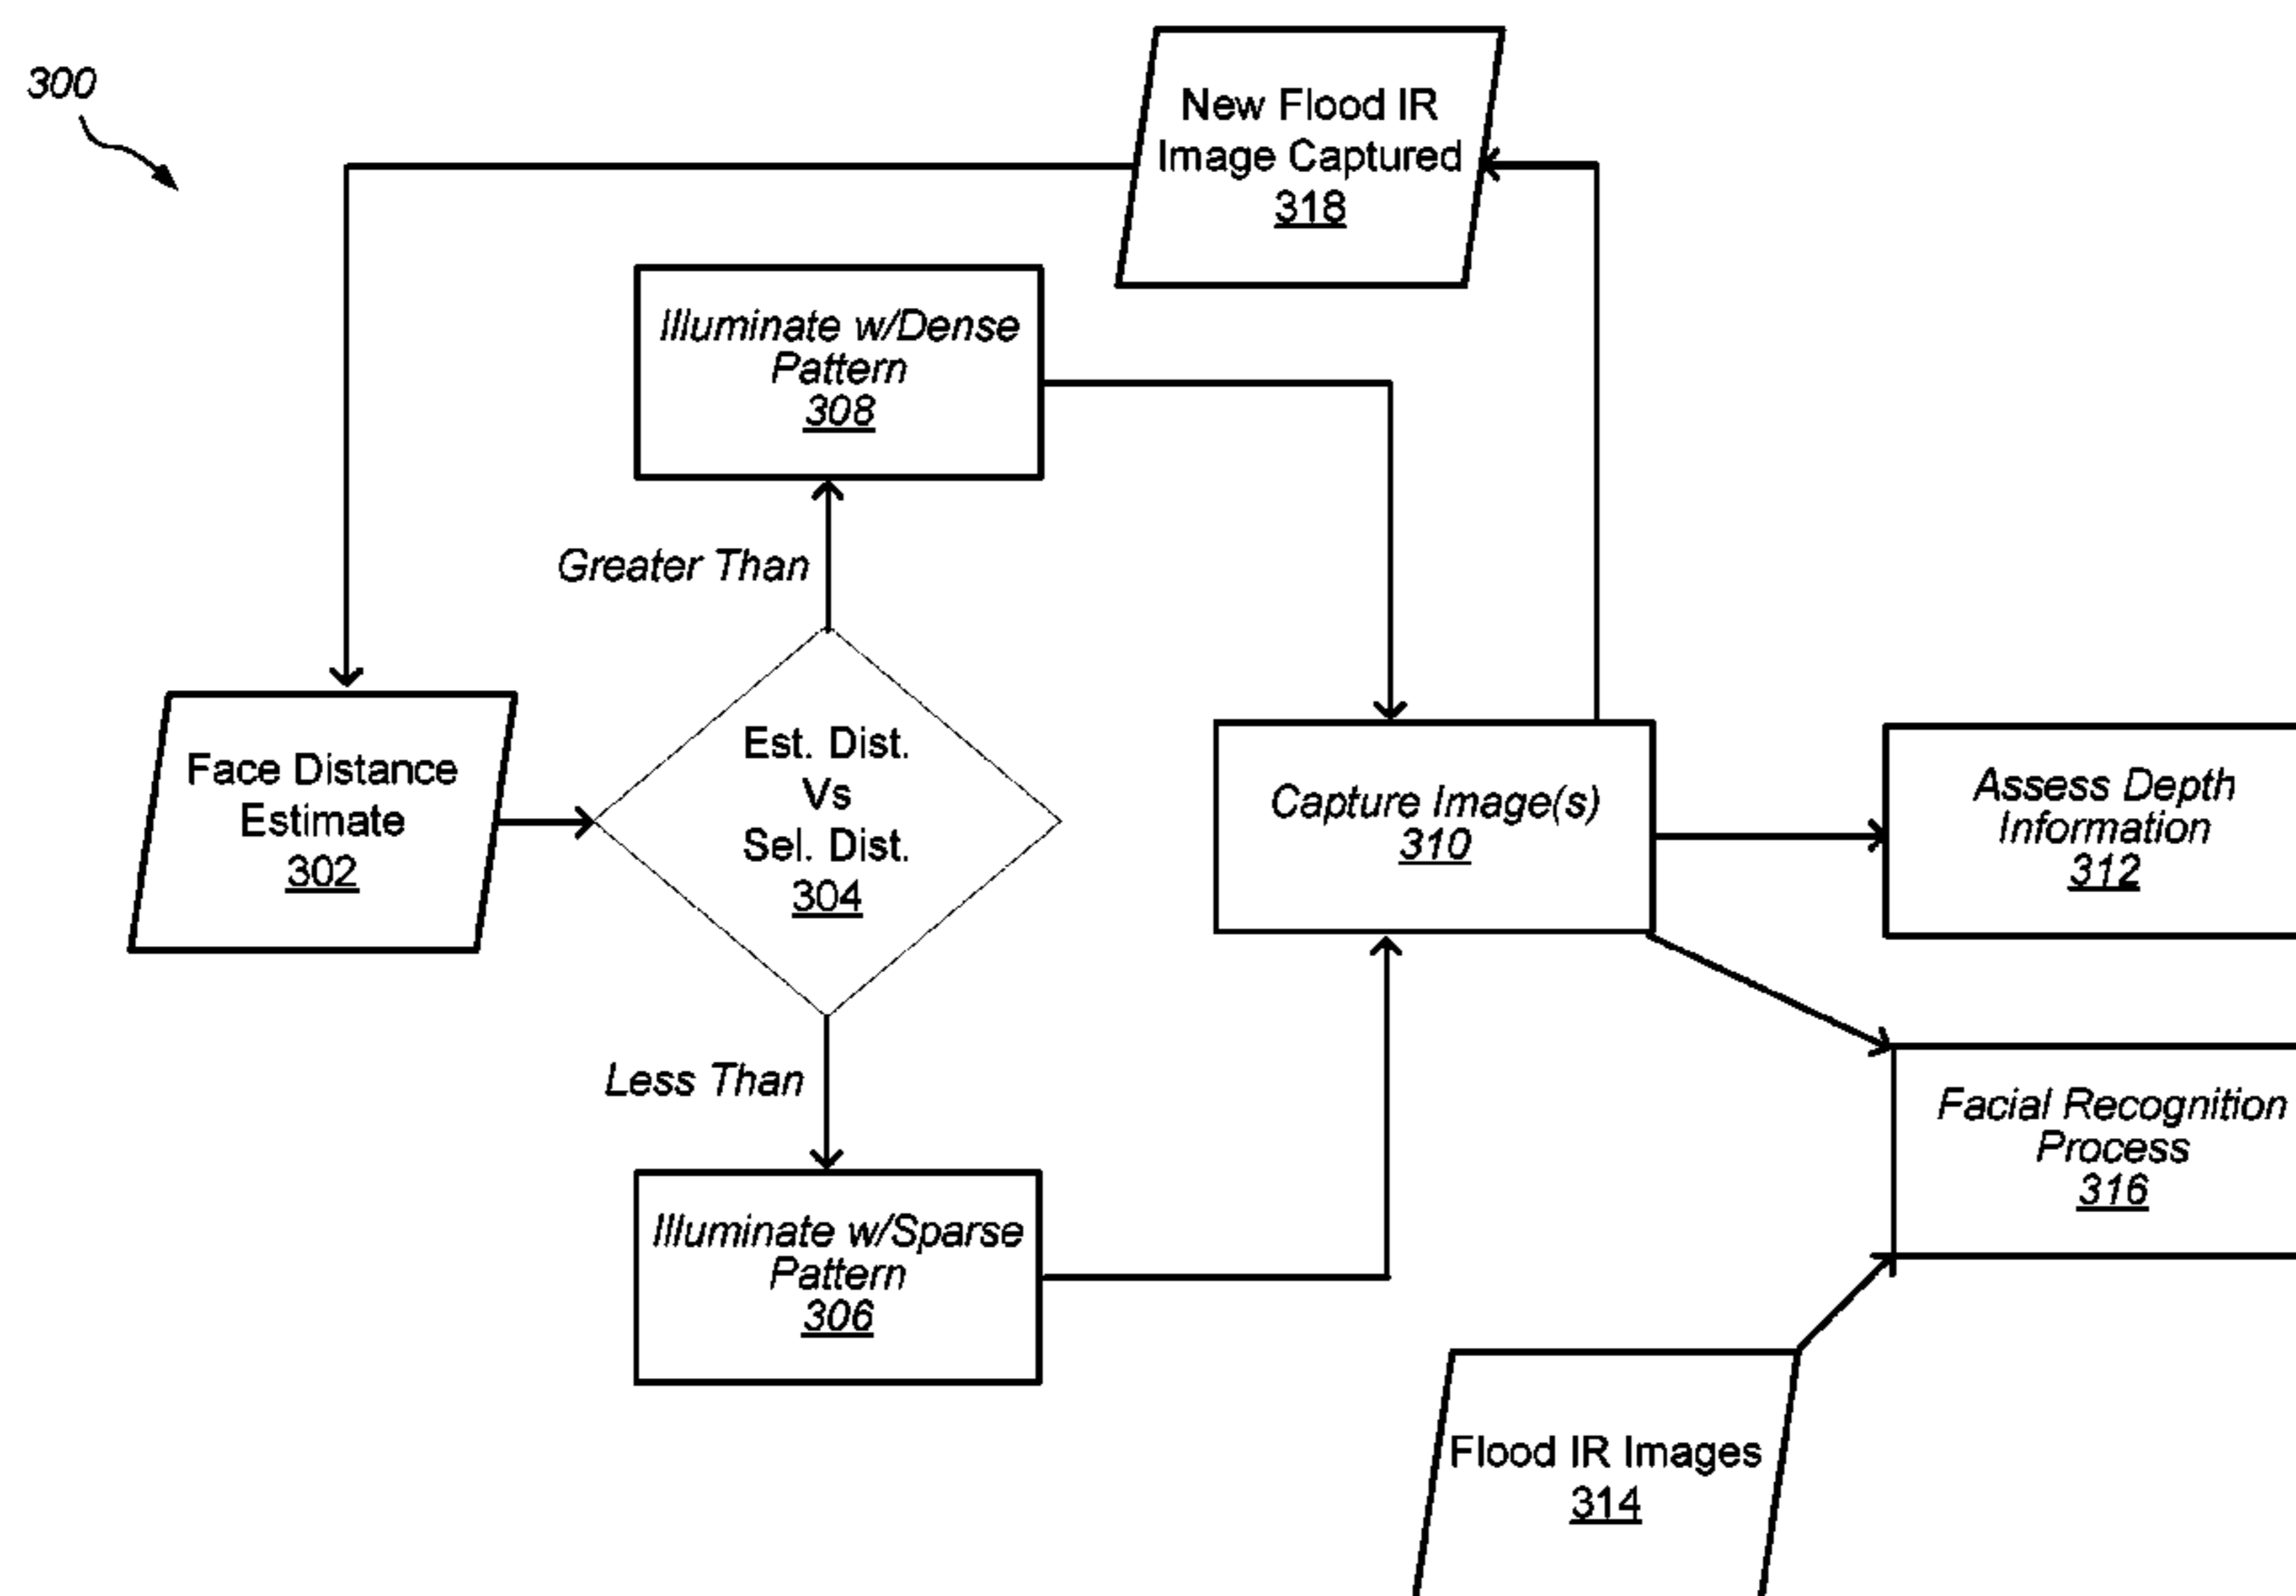 300
New Flood IR
Image Captured
318
Illuminate w/Dense
Pattern
308
Greater Than
Face Distance
Estimate
302
Est. Dist.
Vs
Sel. Dist.
304
Capture Image(s)
310
Assess Depth
Information
312
Less Than
Facial Recognition
Process
316
Illuminate w/Sparse
Pattern
306
Flood IR Images
314